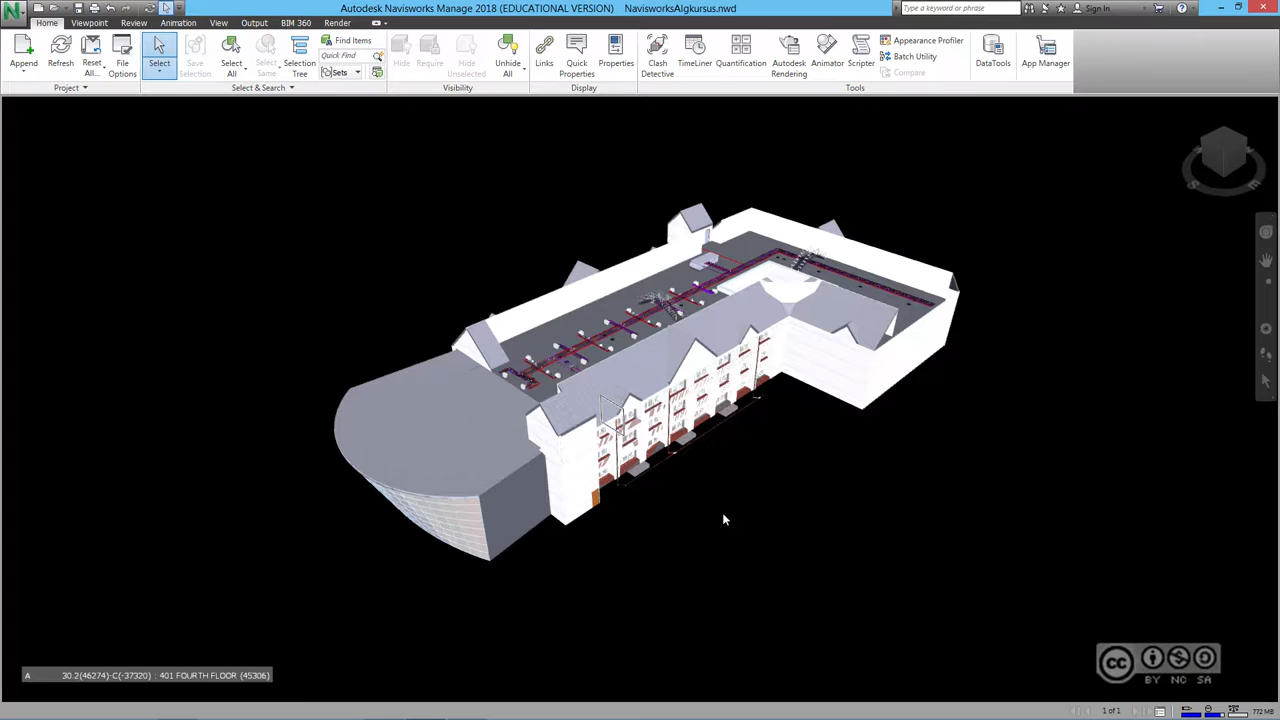 Autodesk Navisworks Manage 2018 (EDUCATIONAL VERSION) NavisworksAlgkursus.nwd
Type a keyword or phrase
Sign In
Home Viewpoint Review Animation View Output BIM 360 Render
Append
Refresh
Reset All...
File Options
Select
Save Selection
Select All
Select Same
Selection Tree
Find Items
Quick Find
Sets
Hide
Require
Hide Unselected
Unhide All
Links
Quick Properties
Properties
Clash Detective
TimeLiner
Quantification
Autodesk Rendering
Animator
Scripter
Appearance Profiler
Batch Utility
Compare
DataTools
App Manager
Project Select & Search Visibility Display Tools
S E
A 30.2(46274)-C(-37320) : 401 FOURTH FLOOR (45306)
cc
BY NC SA
1 of 1
772 MB